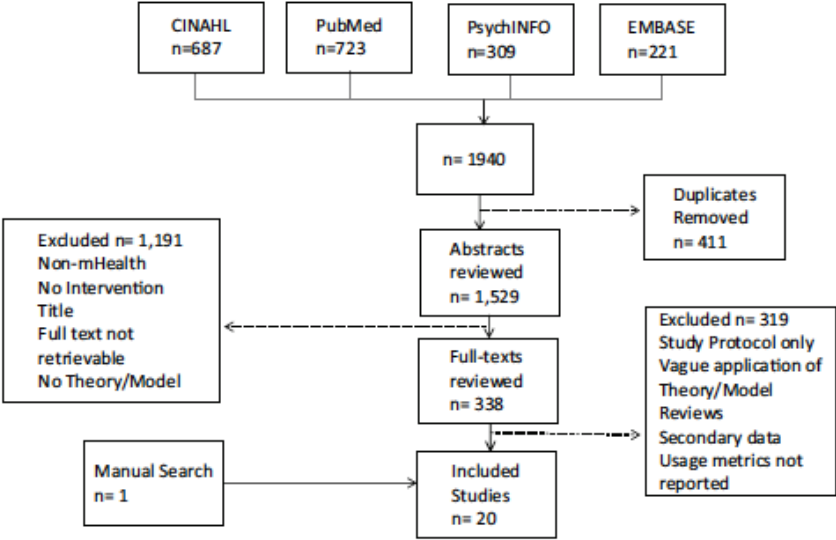 CINAHL
n=687
PubMed
n=723
PsychINFO
n=309
EMBASE
n=221
n= 1940
Duplicates
Removed
n= 411
Excluded n= 1,191
Non-mHealth
No Intervention
Title
Full text not
retrievable
No Theory/Model
Abstracts
reviewed
n= 1,529
Full-texts
reviewed
n= 338
Excluded n= 319
Study Protocol only
Vague application of
Theory/Model
Reviews
Secondary data
Usage metrics not
reported
Manual Search
n= 1
Included
Studies
n= 20